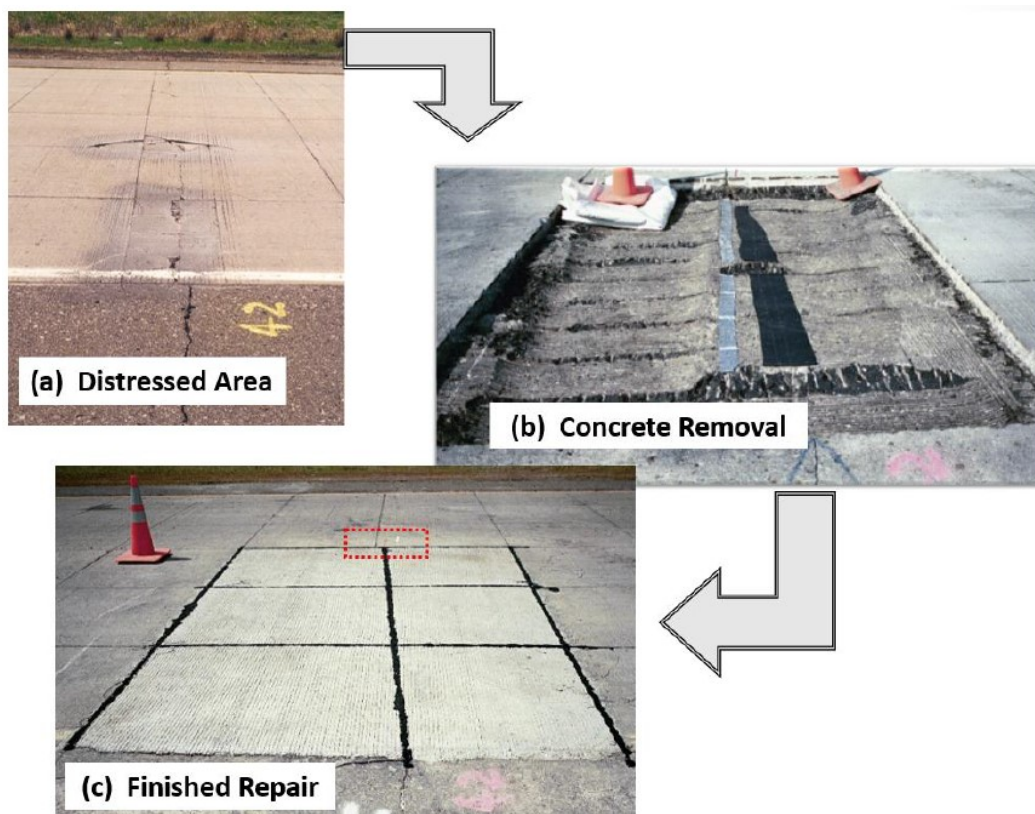 42
(a) Distressed Area
(b) Concrete Removal
(c) Finished Repair